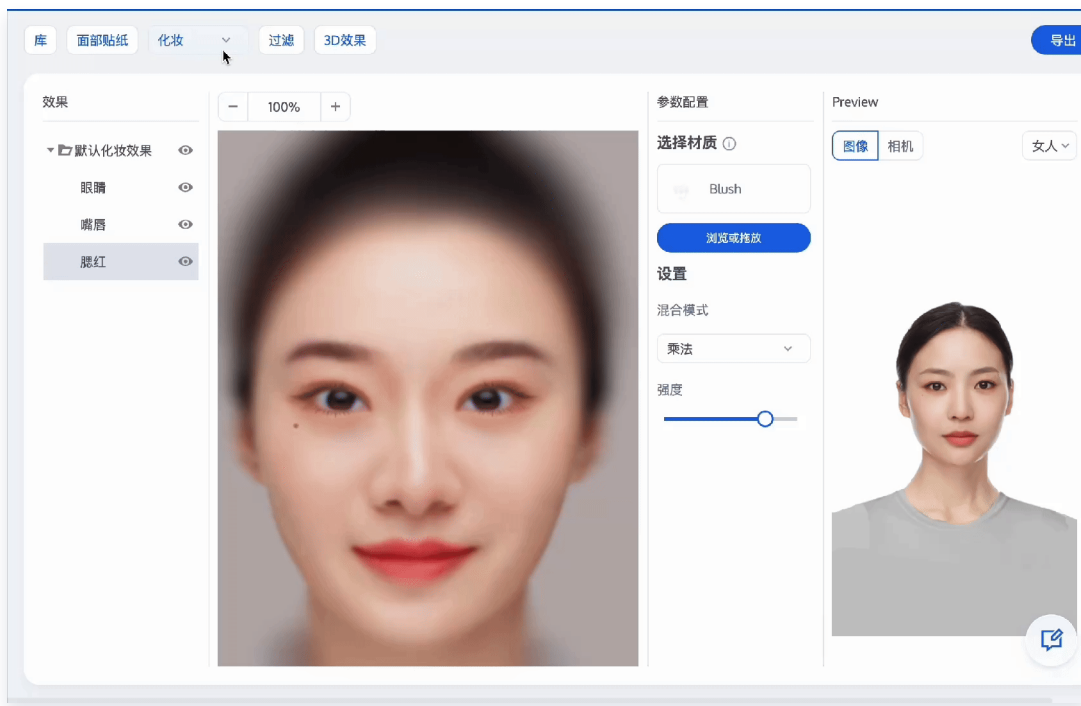 库 面部贴纸 化妆 过滤 3D效果 导出
效果
默认化妆效果
眼睛
嘴唇
腮红
100%
参数配置
选择材质
Blush
浏览或拖放
设置
混合模式
乘法
强度
Preview
图像 相机 女人